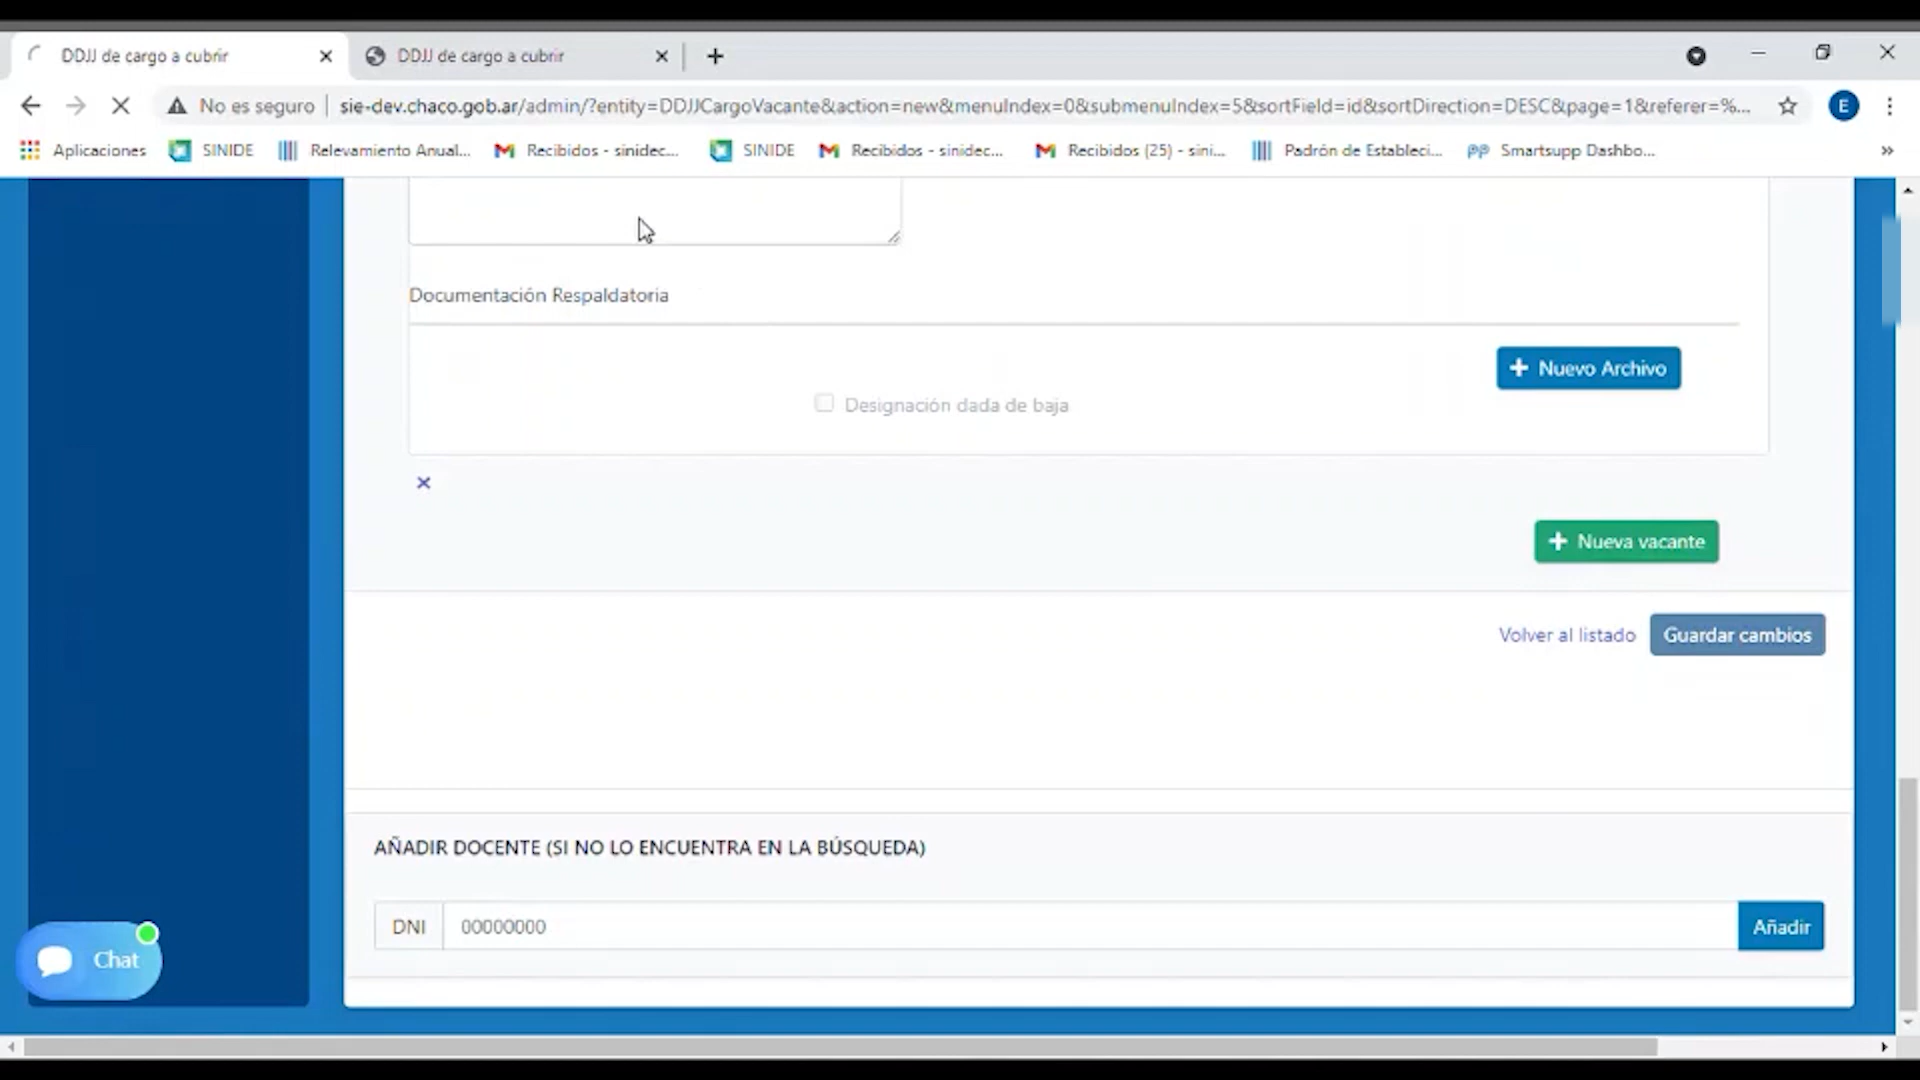 DDJJ de cargo a cubrir
DDJJ de cargo a cubrir
No es seguro
sie-dev.chaco.gob.ar/admin/?entity=DDJJCargoVacante&action=new&menuIndex=0&submenuIndex=5&sortField=id&sortDirection=DESC&page=1&referer=%...
E
Aplicaciones
SINIDE
Relevamiento Anual...
Recibidos - sinidec...
SINIDE
Recibidos - sinidec...
Recibidos (25) - sini...
Padrón de Estableci...
Smartsupp Dashbo...
»
Documentación Respaldatoria
+ Nuevo Archivo
Designación dada de baja
×
+ Nueva vacante
Volver al listado
Guardar cambios
AÑADIR DOCENTE (SI NO LO ENCUENTRA EN LA BÚSQUEDA)
DNI
00000000
Añadir
Chat